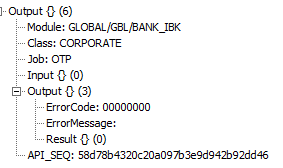 Output {} (6)
Module: GLOBAL/GBL/BANK_IBK
Class: CORPORATE
Job: OTP
Input {} (0)
Output {} (3)
ErrorCode: 00000000
ErrorMessage:
Result {} (0)
API_SEQ: 58d78b4320c20a097b3e9d942b92dd46